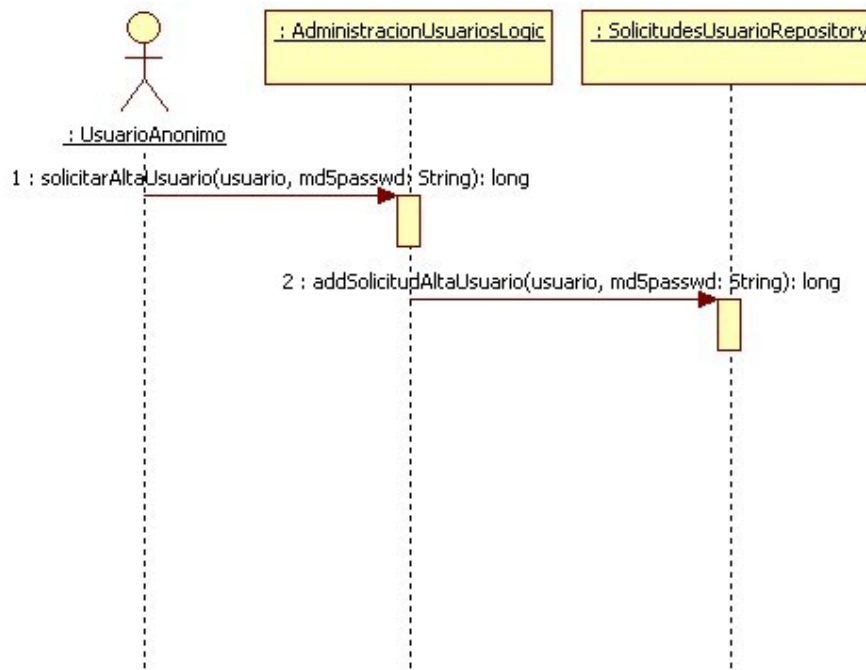 : AdministracionUsuariosLogic
: SolicitudesUsuarioRepository
: UsuarioAnonimo
1 : solicitarAltaUsuario(usuario, md5passwd: String): long
2 : addSolicitudAltaUsuario(usuario, md5passwd: String): long